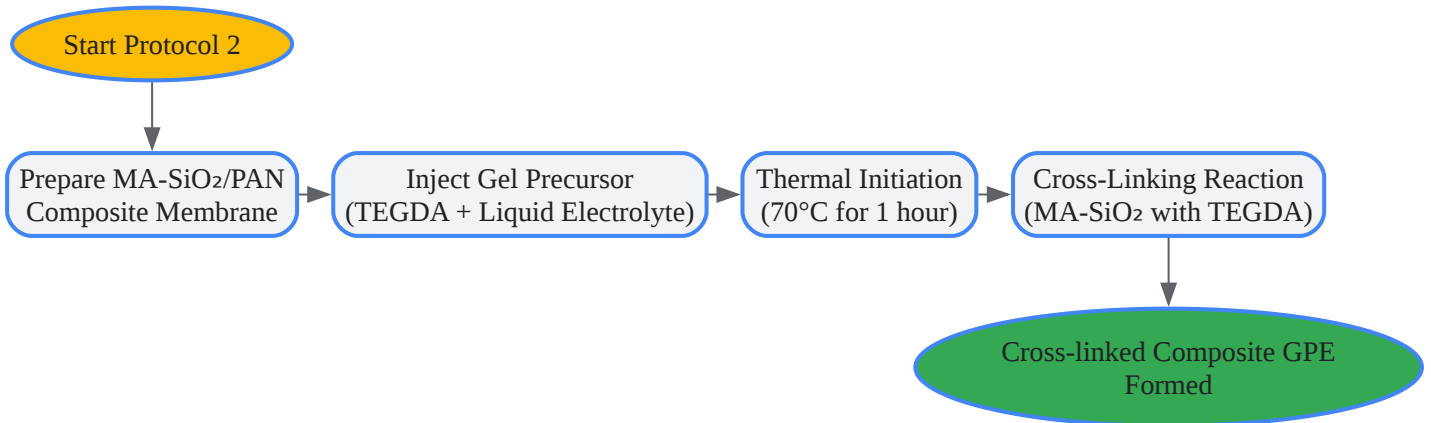 Start Protocol 2
Prepare MA-SiO₂/PAN
Composite Membrane
Inject Gel Precursor
(TEGDA + Liquid Electrolyte)
Thermal Initiation
(70°C for 1 hour)
Cross-Linking Reaction
(MA-SiO₂ with TEGDA)
Cross-linked Composite GPE
Formed